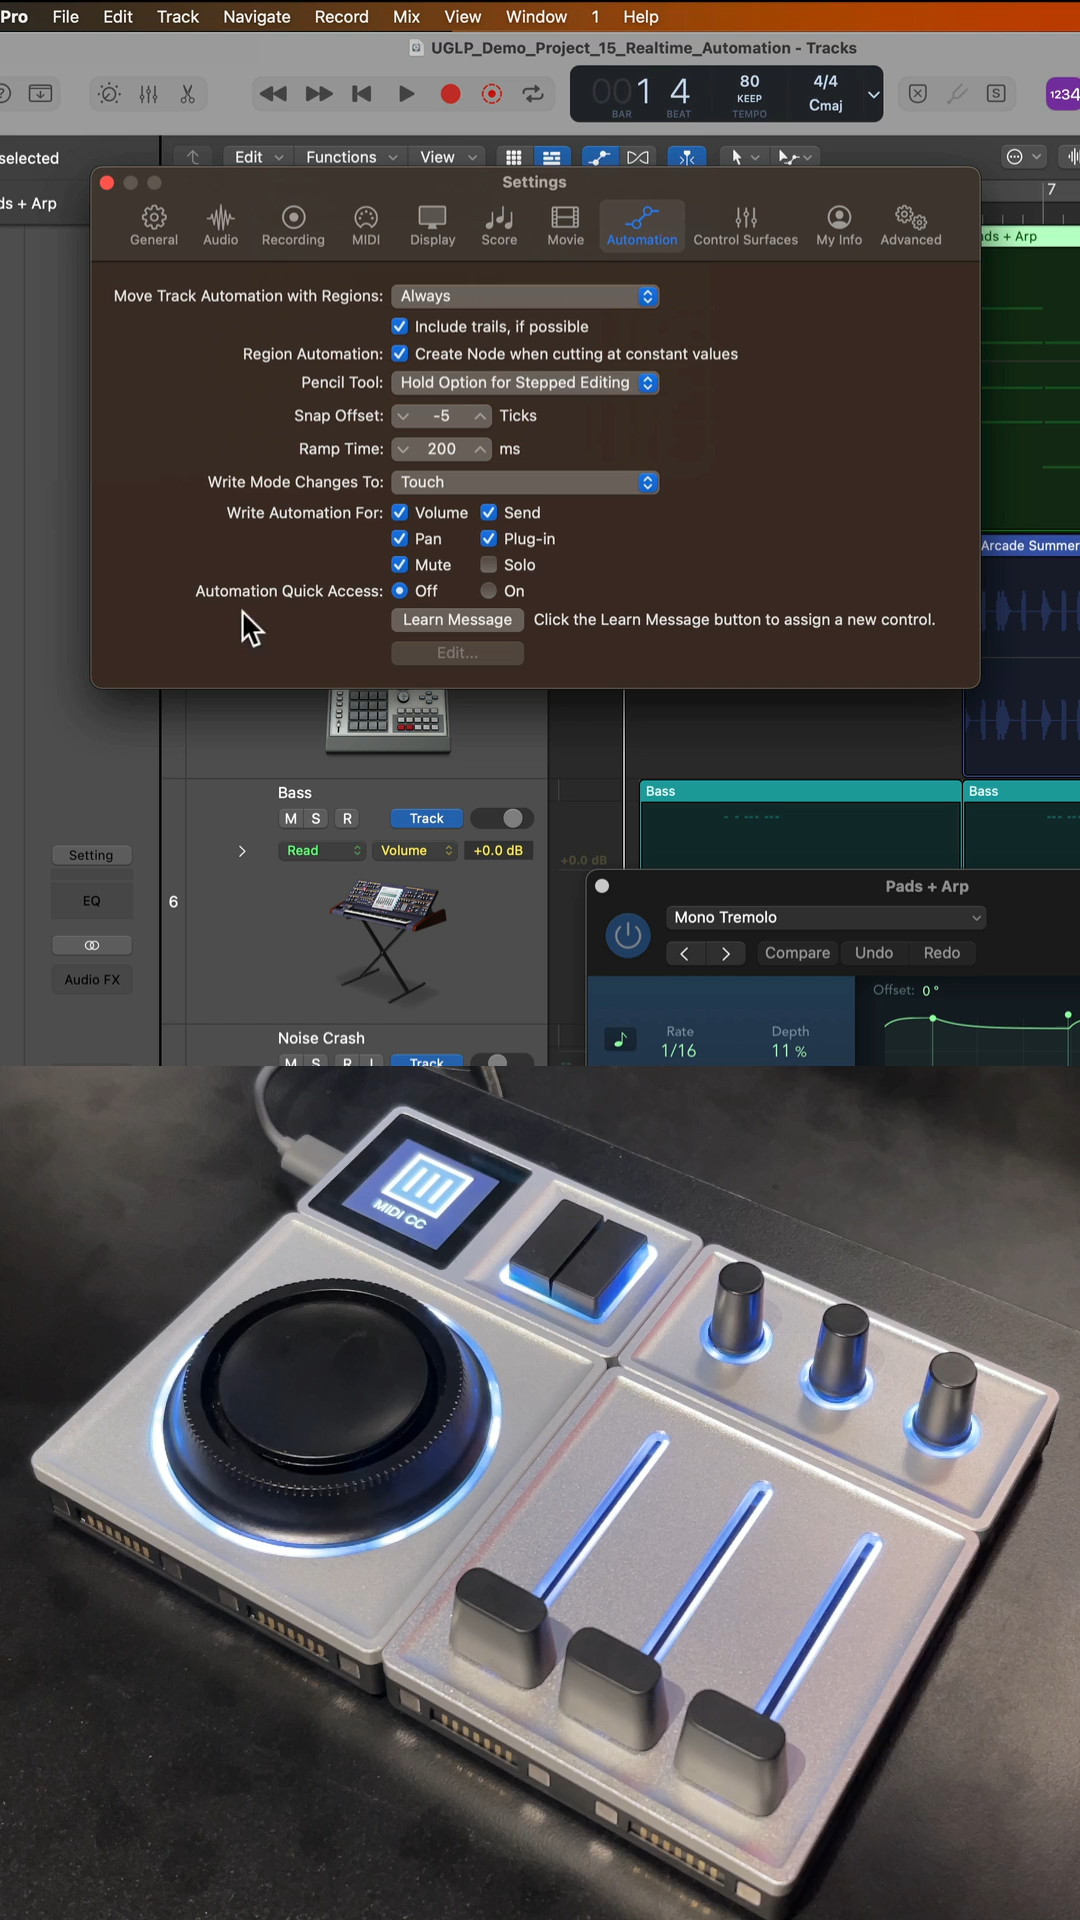 Pro File Edit Track Navigate Record Mix View Window 1 Help
UGLP_Demo_Project_15_Realtime_Automation - Tracks
001 4 80 4/4
KEEP Cmaj
BAR BEAT TEMPO
S 1234
selected Edit Functions View
ds + Arp
Settings
7
General Audio Recording MIDI Display Score Movie Automation Control Surfaces My Info Advanced
ds + Arp
Move Track Automation with Regions: Always
Include trails, if possible
Region Automation: Create Node when cutting at constant values
Pencil Tool: Hold Option for Stepped Editing
Snap Offset: -5 Ticks
Ramp Time: 200 ms
Write Mode Changes To: Touch
Write Automation For: Volume Send
Pan Plug-in
Arcade Summer
Mute Solo
Automation Quick Access: Off On
Learn Message Click the Learn Message button to assign a new control.
Edit...
Bass
Bass
Bass
M S R Track
Read Volume +0.0 dB
+0.0 dB
Setting
EQ
6
Audio FX
Pads + Arp
Mono Tremolo
Compare Undo Redo
Offset: 0 °
Rate Depth
1/16 11 %
Noise Crash
M S R I Track
MIDI CC